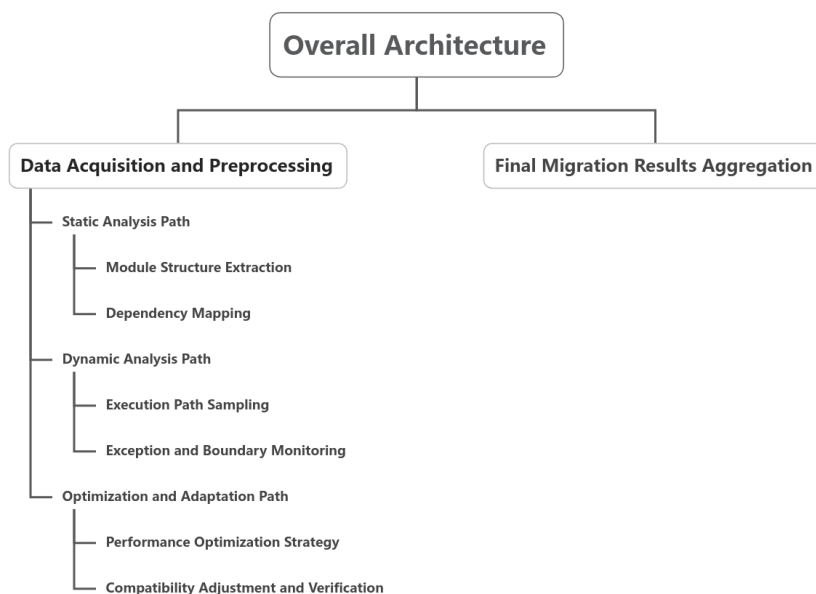 Overall Architecture
Data Acquisition and Preprocessing
Final Migration Results Aggregation
Static Analysis Path
Module Structure Extraction
Dependency Mapping
Dynamic Analysis Path
Execution Path Sampling
Exception and Boundary Monitoring
Optimization and Adaptation Path
Performance Optimization Strategy
Compatibility Adjustment and Verification